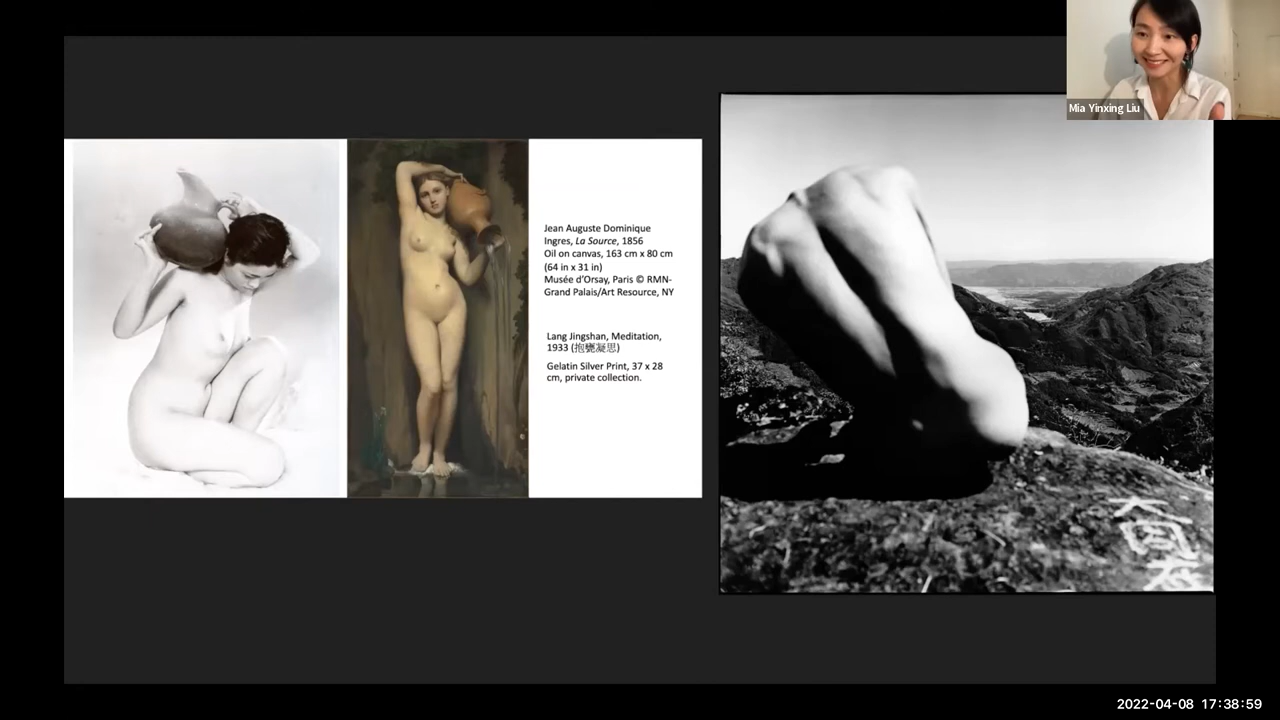 Mia Yinxing Liu
Jean Auguste Dominique
Ingres, La Source, 1856
Oil on canvas, 163 cm x 80 cm
(64 in x 31 in)
Musée d'Orsay, Paris © RMN-
Grand Palais/Art Resource, NY
Lang Jingshan, Meditation,
1933 (抱甕凝思)
Gelatin Silver Print, 37 x 28
cm, private collection.
2022-04-08 17:38:59